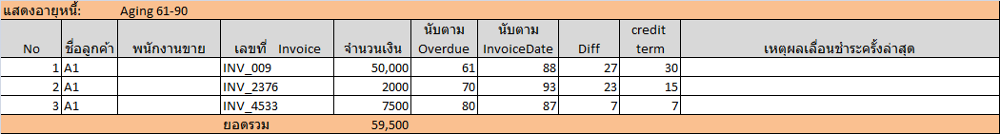 แสดงอายุหนี้: Aging 61-90
No ชื่อลูกค้า พนักงานขาย เลขที่ Invoice จำนวนเงิน นับตาม Overdue นับตาม InvoiceDate Diff credit term เหตุผลเลื่อนชำระครั้งล่าสุด
1 A1 INV_009 50,000 61 88 27 30
2 A1 INV_2376 2000 70 93 23 15
3 A1 INV_4533 7500 80 87 7 7
ยอดรวม 59,500